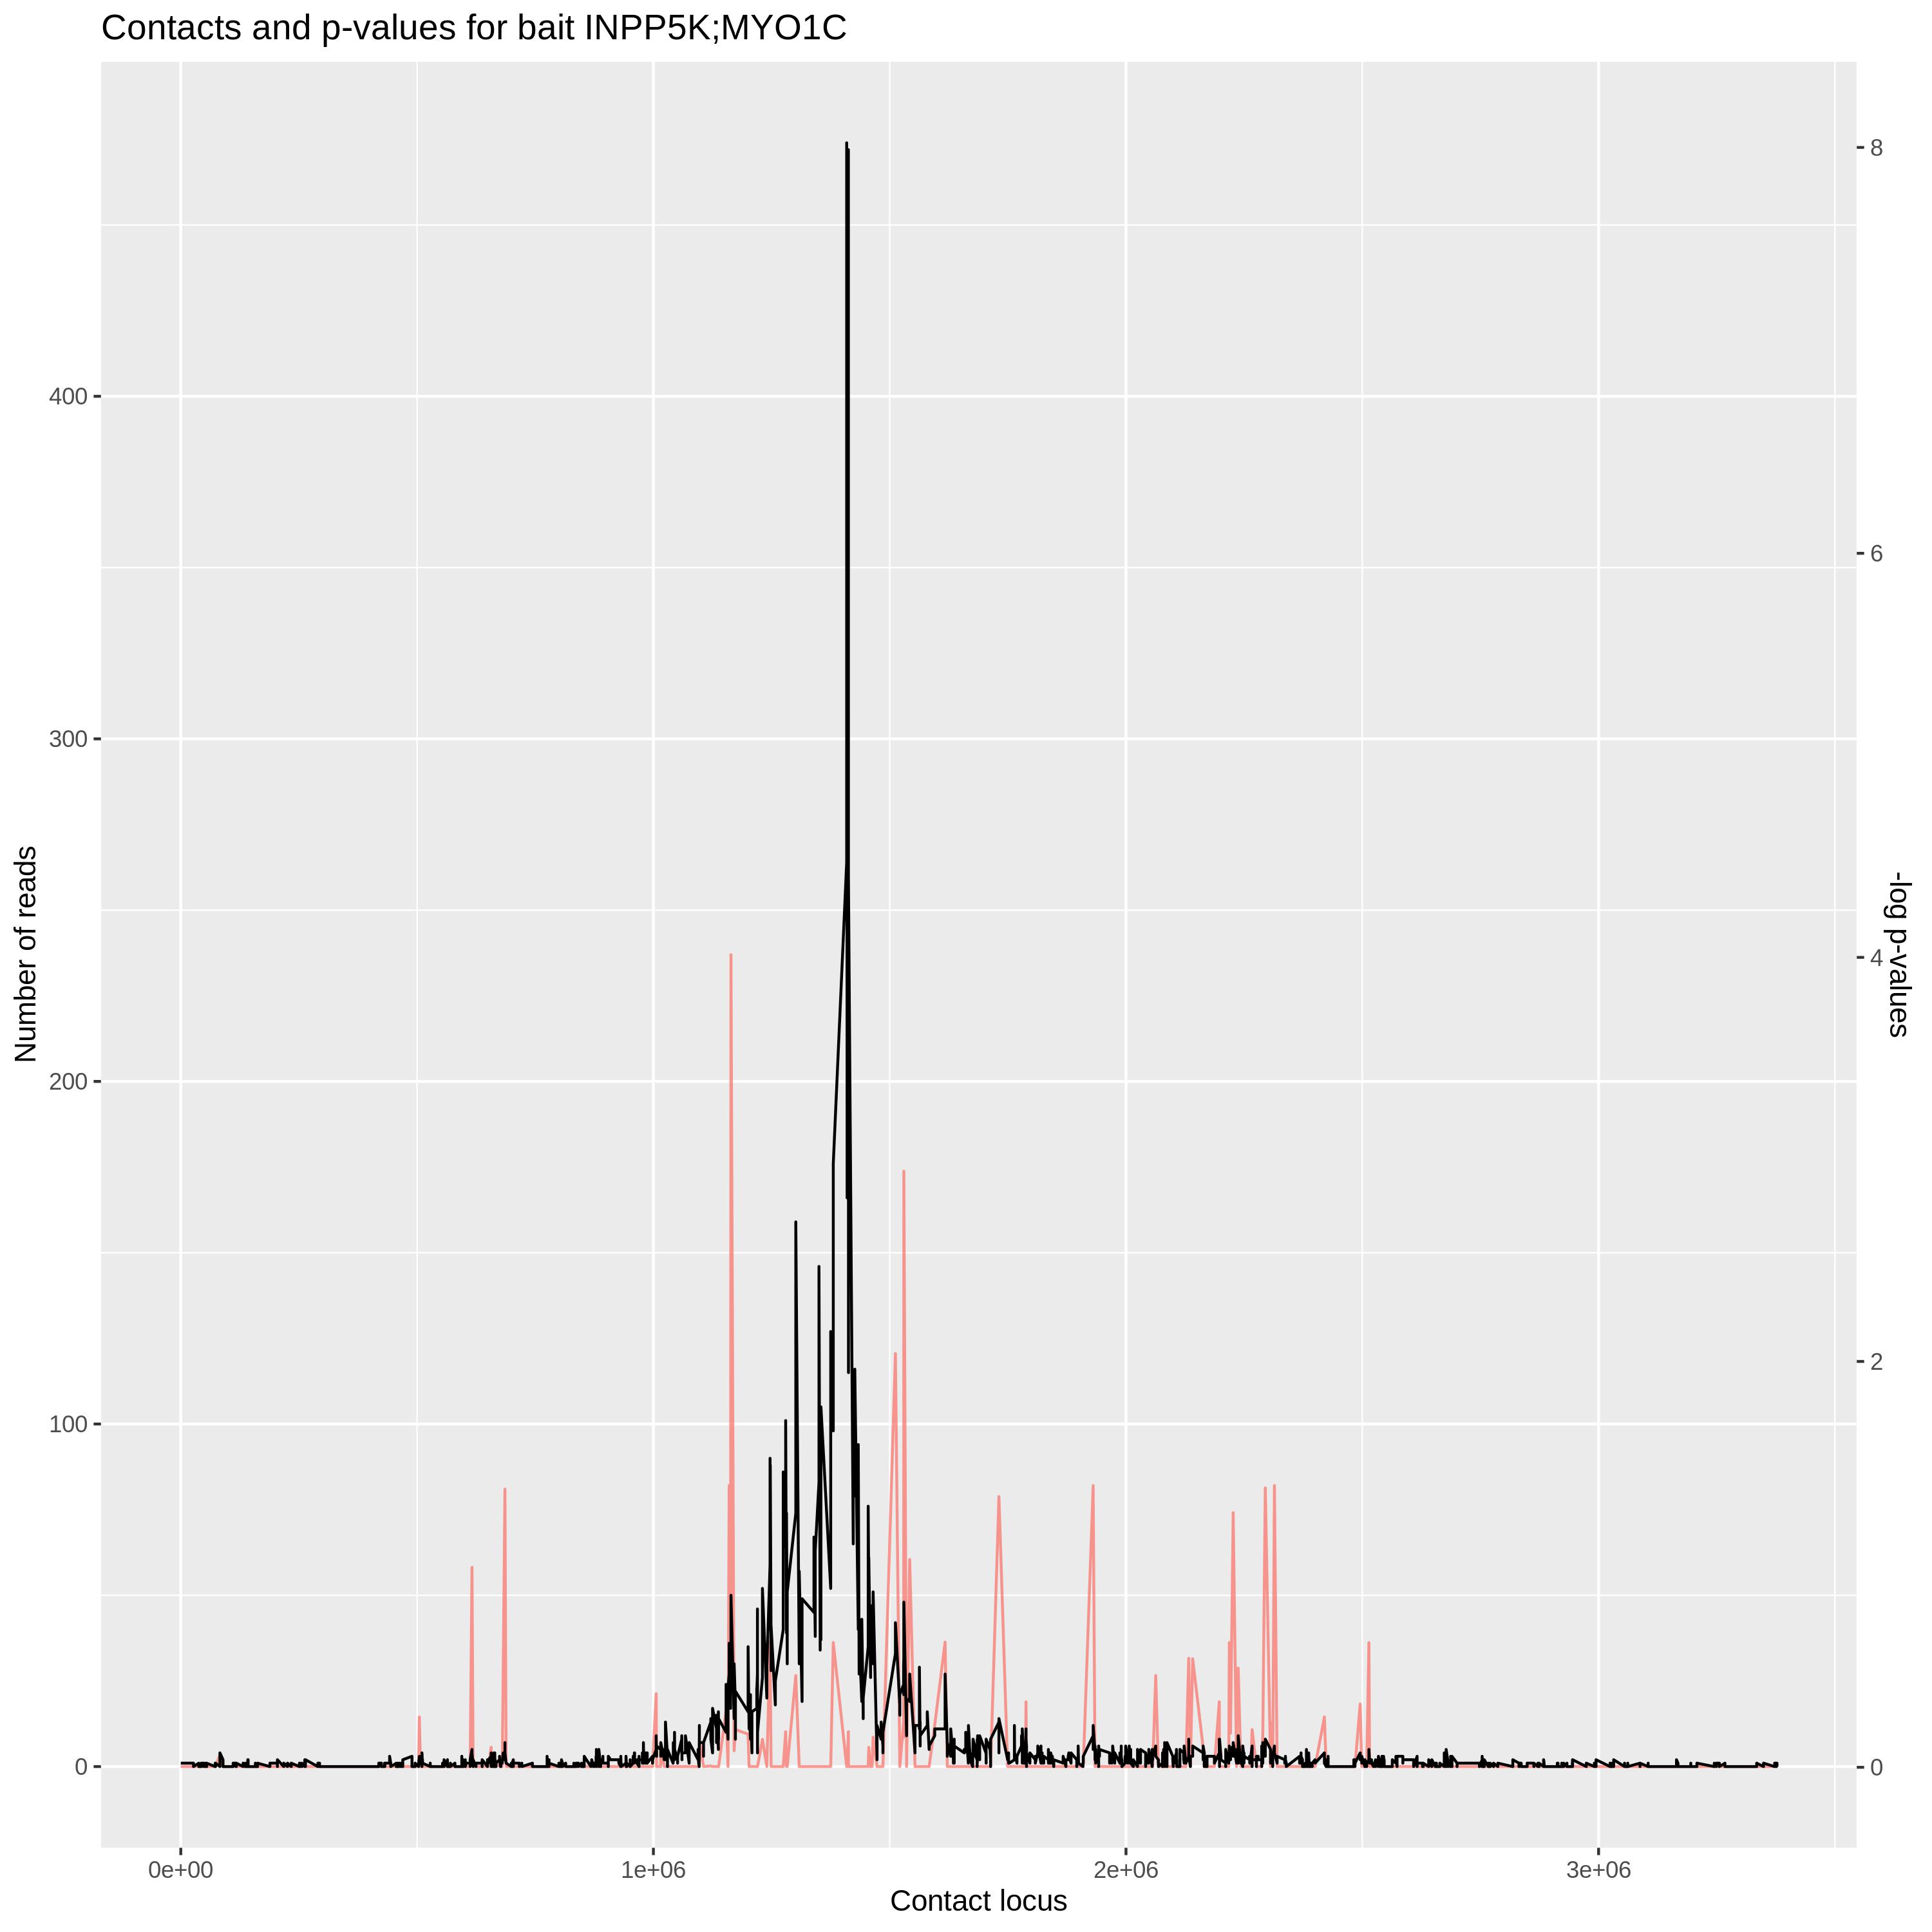 Contacts and p-values for bait INPP5K;MYO1C
Number of reads
400
300
200
100
0
8
6
4
2
0
-log p-values
0e+00
1e+06
2e+06
3e+06
Contact locus